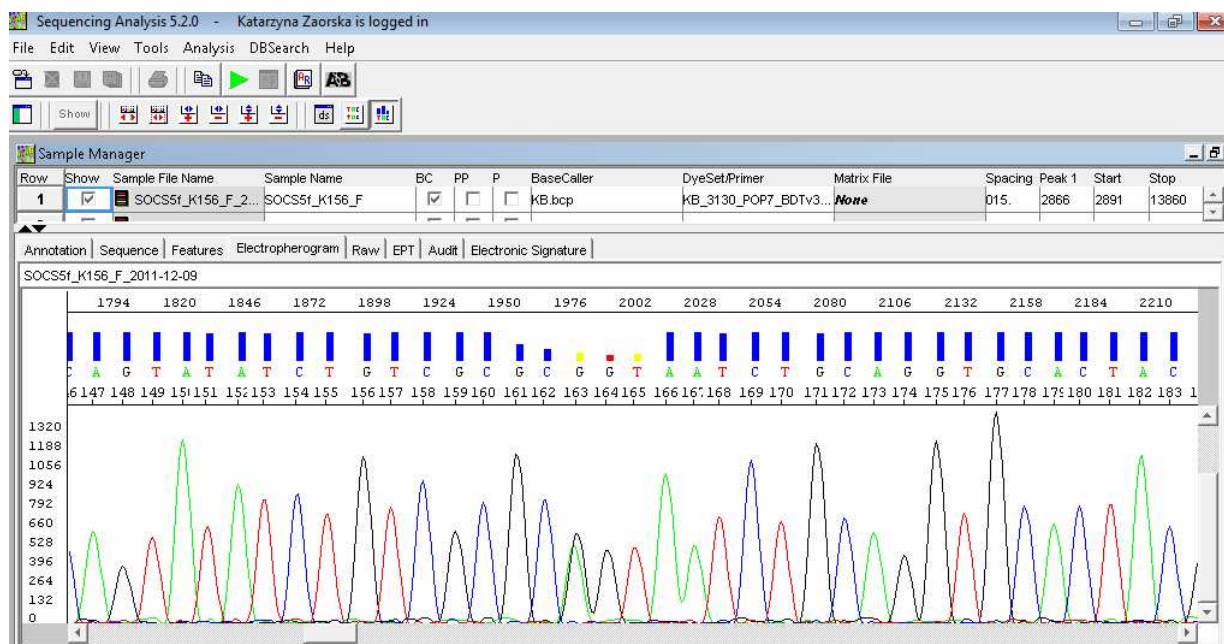 Sequencing Analysis 5.2.0 - Katarzyna Zaorska is logged in
File Edit View Tools Analysis DBSearch Help
Show ds
Sample Manager
Row Show Sample File Name Sample Name BC PP P BaseCaller DyeSet/Primer Matrix File Spacing Peak 1 Start Stop
1 SOCS5f_K156_F_2... SOCS5f_K156_F KB.bcp KB_3130_POP7_BDTv3... None 015. 2866 2891 13860
Annotation Sequence Features Electropherogram Raw EPT Audit Electronic Signature
SOCS5f_K156_F_2011-12-09
1794 1820 1846 1872 1898 1924 1950 1976 2002 2028 2054 2080 2106 2132 2158 2184 2210
A G T A T A T C T G T C G C G C G G T A A T C T G C A G G T G C A C T A C
147 148 149 151 152 153 154 155 156 157 158 159 160 161 162 163 164 165 166 168 169 170 171 172 173 174 175 176 177 178 180 181 182 183
1320
1188
1056
924
792
660
528
396
264
132
0